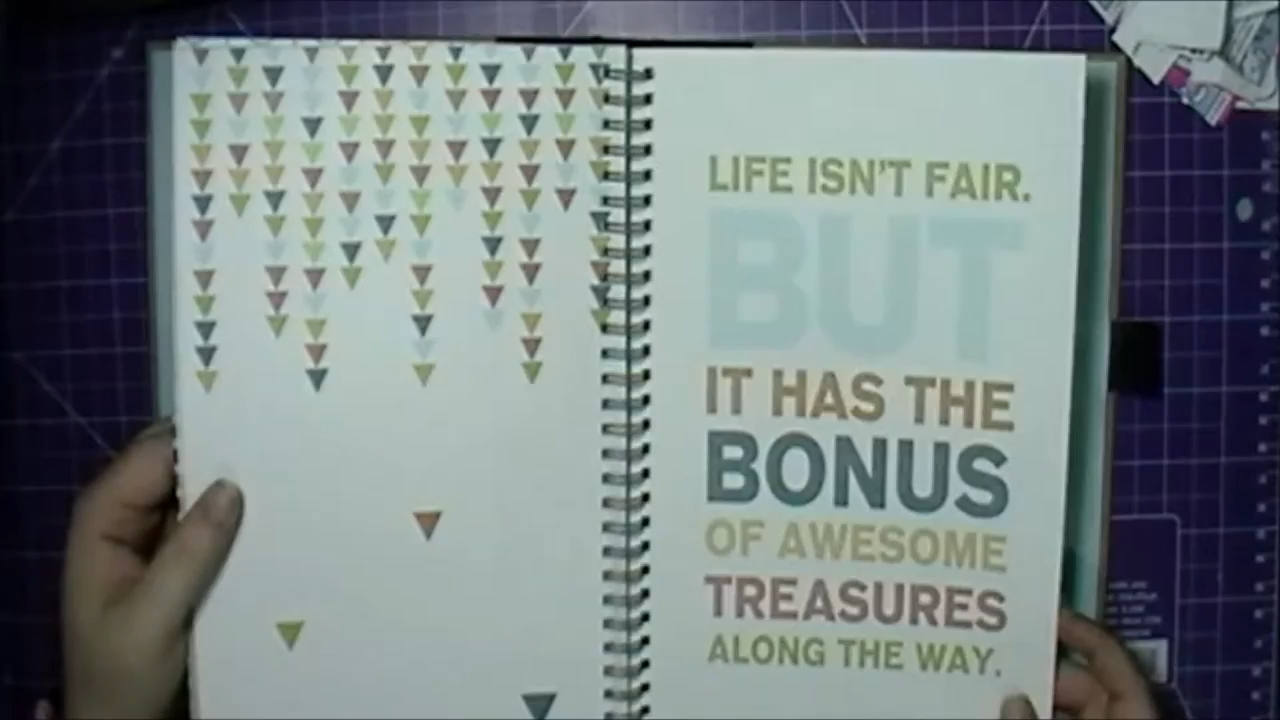 LIFE ISN'T FAIR.
BUT
IT HAS THE
BONUS
OF AWESOME
TREASURES
ALONG THE WAY.